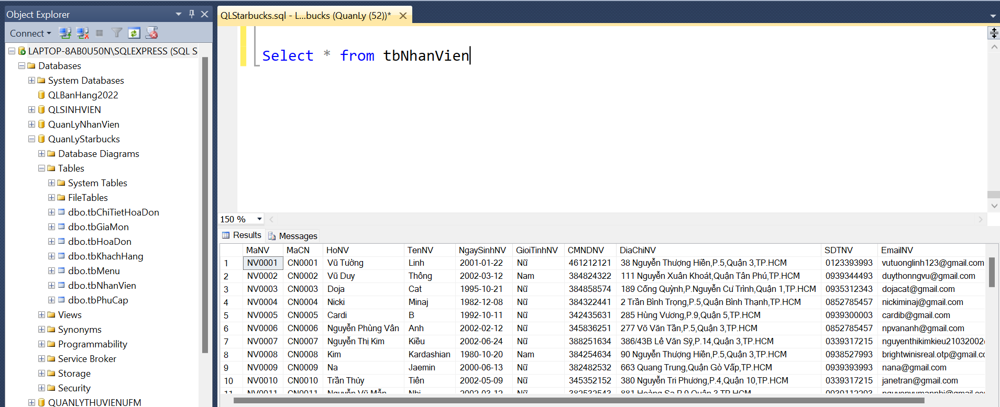 Object Explorer
Connect
LAPTOP-8AB0U50N\SQLEXPRESS (SQL S
Databases
System Databases
QLBanHang2022
QLSINHVIEN
QuanLyNhanVien
QuanLyStarbucks
Database Diagrams
Tables
System Tables
FileTables
dbo.tbChiTietHoaDon
dbo.tbGiaMon
dbo.tbHoaDon
dbo.tbKhachHang
dbo.tbMenu
dbo.tbNhanVien
dbo.tbPhuCap
Views
Synonyms
Programmability
Service Broker
Storage
Security
QUANLYTHUVIENUFM
QLStarbucks.sql - L...bucks (QuanLy (52))*
Select * from tbNhanVien
150 %
Results Messages
MaNV MaCN HoNV TenNV NgaySinhNV GioiTinhNV CMNDNV DiaChiNV SDTNV EmailNV
1 NV0001 CN0001 Vũ Tường Linh 2001-01-22 Nữ 461212121 38 Nguyễn Thượng Hiền,P.5,Quận 3,TP.HCM 0123393993 vutuonglinh123@gmail.com
2 NV0002 CN0002 Vũ Duy Thông 2002-03-12 Nam 384824322 111 Nguyễn Xuân Khoát,Quận Tân Phú,TP.HCM 0939344493 duythonngvu@gmail.com
3 NV0003 CN0003 Doja Cat 1995-10-21 Nữ 384858574 189 Cống Quỳnh,P.Nguyễn Cư Trinh,Quận 1,TP.HCM 0935312343 dojacat@gmail.com
4 NV0004 CN0004 Nicki Minaj 1982-12-08 Nữ 384322441 2 Trần Bình Trọng,P.5,Quận Bình Thạnh,TP.HCM 0852785457 nickiminaj@gmail.com
5 NV0005 CN0005 Cardi B 1992-10-11 Nữ 342435631 285 Hùng Vương,P.9,Quận 5,TP.HCM 0939300003 cardib@gmail.com
6 NV0006 CN0006 Nguyễn Phùng Vân Anh 2002-02-12 Nữ 345836251 277 Võ Văn Tần,P.5,Quận 3,TP.HCM 0852785457 npvananh@gmail.com
7 NV0007 CN0007 Nguyễn Thị Kim Kiều 2002-06-24 Nữ 388251634 386/43B Lê Văn Sỹ,P.14,Quận 3,TP.HCM 0339317215 nguyenthikimkieu21032002
8 NV0008 CN0008 Kim Kardashian 1980-10-20 Nam 384254634 90 Nguyễn Thượng Hiền,P.5,Quận 3,TP.HCM 0938527993 brightwinisreal.otp@gmail.c
9 NV0009 CN0009 Na Jaemin 2000-06-13 Nữ 382482532 663 Quang Trung,Quận Gò Vấp,TP.HCM 0939393993 nana@gmail.com
10 NV0010 CN0010 Trần Thủy Tiên 2002-05-09 Nữ 345352152 380 Nguyễn Tri Phương,P.4,Quận 10,TP.HCM 0339317215 janetran@gmail.com
11 NV0011 CN0011 Nguyễn Vũ Mẫn Nhi 2002-03-12 Nữ 382532543